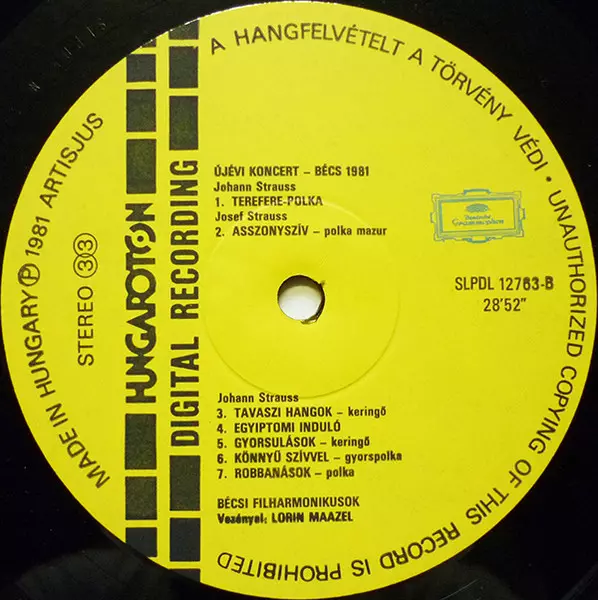 A HANGFELVÉTELT A TÖRVÉNY VÉDI • UNAUTHORIZED COPYING OF THIS RECORD IS PROHIBITED
MADE IN HUNGARY Ⓟ 1981 ARTISJUS
STEREO 33
HUNGAROTON
DIGITAL RECORDING
ÚJÉVI KONCERT – BÉCS 1981
Johann Strauss
1. TEREFERE-POLKA
Josef Strauss
2. ASSZONYSZÍV – polka mazur
Deutsche
Grammophon
SLPDL 12763-B
28'52"
Johann Strauss
3. TAVASZI HANGOK – keringő
4. EGYIPTOMI INDULÓ
5. GYORSULÁSOK – keringő
6. KÖNNYŰ SZÍVVEL – gyorspolka
7. ROBBANÁSOK – polka
BÉCSI FILHARMONIKUSOK
Vezényel: LORIN MAAZEL